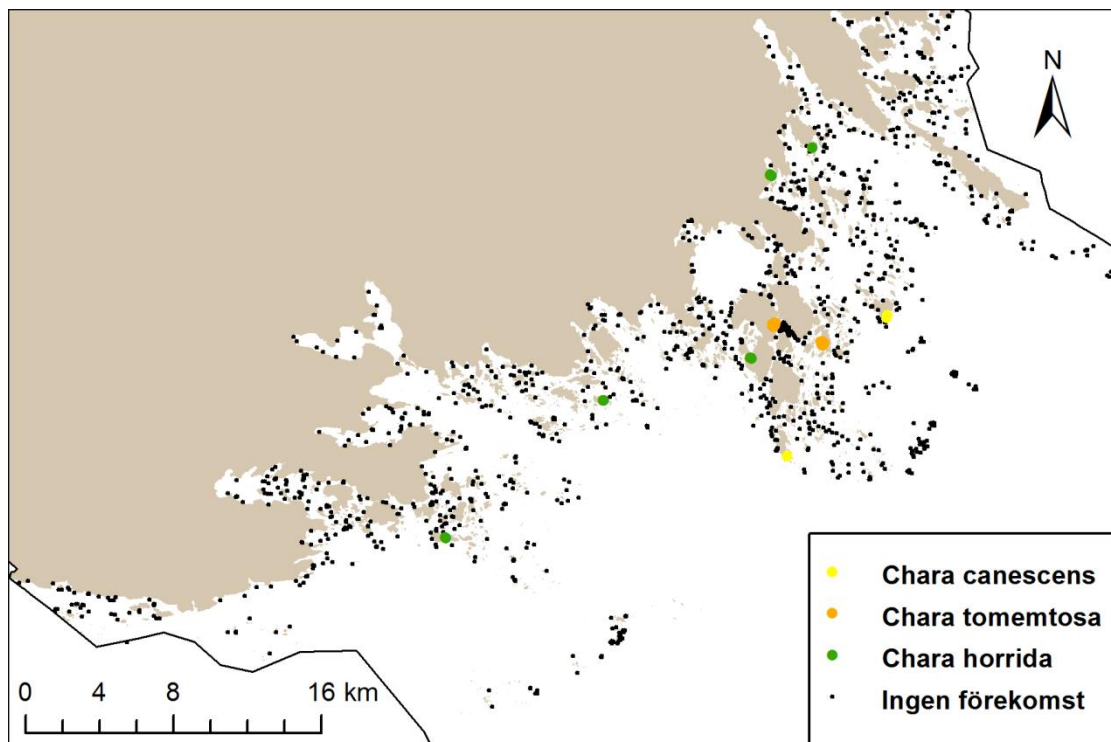 N
Chara canescens
Chara tomemtosa
Chara horrida
Ingen förekomst
0 4 8 16 km